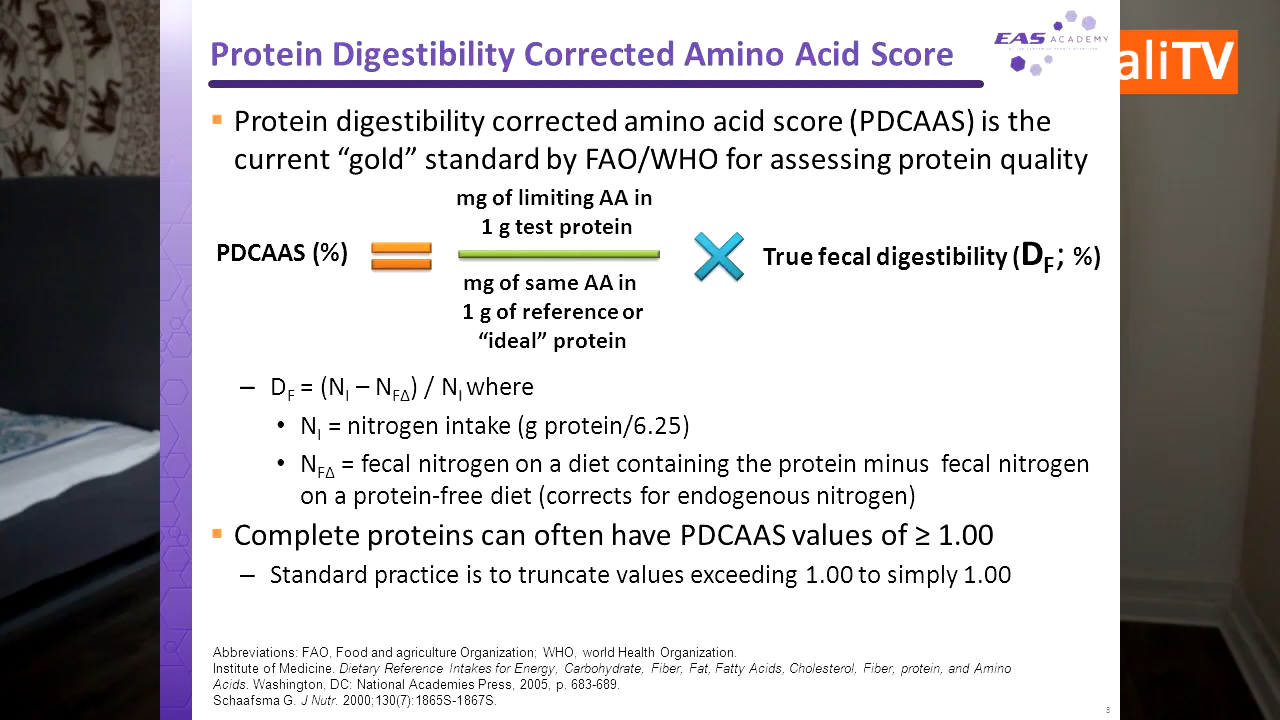 Protein Digestibility Corrected Amino Acid Score
EAS ACADEMY
aliTV
▪ Protein digestibility corrected amino acid score (PDCAAS) is the
current “gold” standard by FAO/WHO for assessing protein quality
mg of limiting AA in
1 g test protein
PDCAAS (%) = × True fecal digestibility (DF; %)
mg of same AA in
1 g of reference or
“ideal” protein
– DF = (NI – NFΔ) / NI where
• NI = nitrogen intake (g protein/6.25)
• NFΔ = fecal nitrogen on a diet containing the protein minus fecal nitrogen
on a protein-free diet (corrects for endogenous nitrogen)
▪ Complete proteins can often have PDCAAS values of ≥ 1.00
– Standard practice is to truncate values exceeding 1.00 to simply 1.00
Abbreviations: FAO, Food and agriculture Organization; WHO, world Health Organization.
Institute of Medicine. Dietary Reference Intakes for Energy, Carbohydrate, Fiber, Fat, Fatty Acids, Cholesterol, Fiber, protein, and Amino
Acids. Washington, DC: National Academies Press, 2005, p. 683-689.
Schaafsma G. J Nutr. 2000;130(7):1865S-1867S.
8